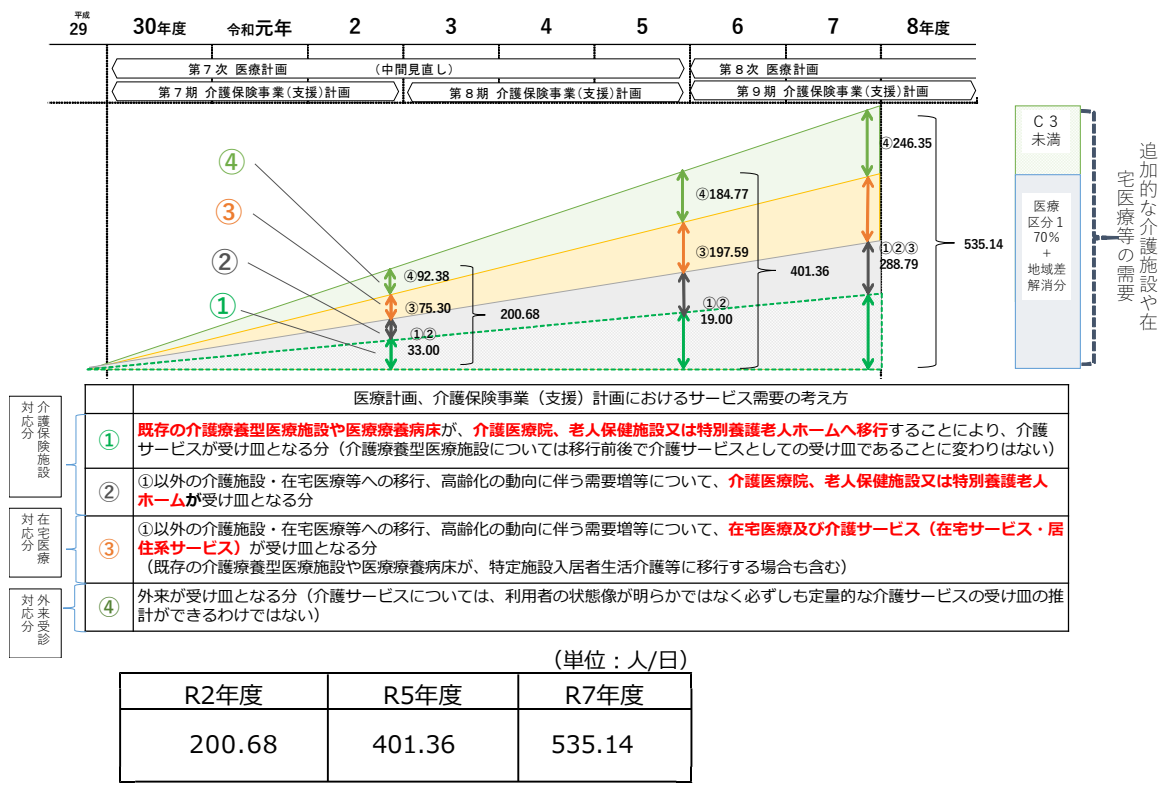 平成
29
30年度
令和元年
2
3
4
5
6
7
8年度
第７次 医療計画 （中間見直し）
第８次 医療計画
第７期 介護保険事業（支援）計画
第８期 介護保険事業（支援）計画
第９期 介護保険事業（支援）計画
④
③
②
①
④92.38
③75.30
①②
33.00
200.68
④184.77
③197.59
①②
19.00
401.36
④246.35
①②③
288.79
535.14
Ｃ３
未満
医療
区分１
70%
＋
地域差
解消分
追加的な介護施設や在
宅医療等の需要
医療計画、介護保険事業（支援）計画におけるサービス需要の考え方
介護保険施設
対応分
①
既存の介護療養型医療施設や医療療養病床が、介護医療院、老人保健施設又は特別養護老人ホームへ移行することにより、介護
サービスが受け皿となる分（介護療養型医療施設については移行前後で介護サービスとしての受け皿であることに変わりはない）
②
①以外の介護施設・在宅医療等への移行、高齢化の動向に伴う需要増等について、介護医療院、老人保健施設又は特別養護老人
ホームが受け皿となる分
在宅医療
対応分
③
①以外の介護施設・在宅医療等への移行、高齢化の動向に伴う需要増等について、在宅医療及び介護サービス（在宅サービス・居
住系サービス）が受け皿となる分
（既存の介護療養型医療施設や医療療養病床が、特定施設入居者生活介護等に移行する場合も含む）
外来受診
対応分
④
外来が受け皿となる分（介護サービスについては、利用者の状態像が明らかではなく必ずしも定量的な介護サービスの受け皿の推
計ができるわけではない）
（単位：人/日）
R2年度
R5年度
R7年度
200.68
401.36
535.14